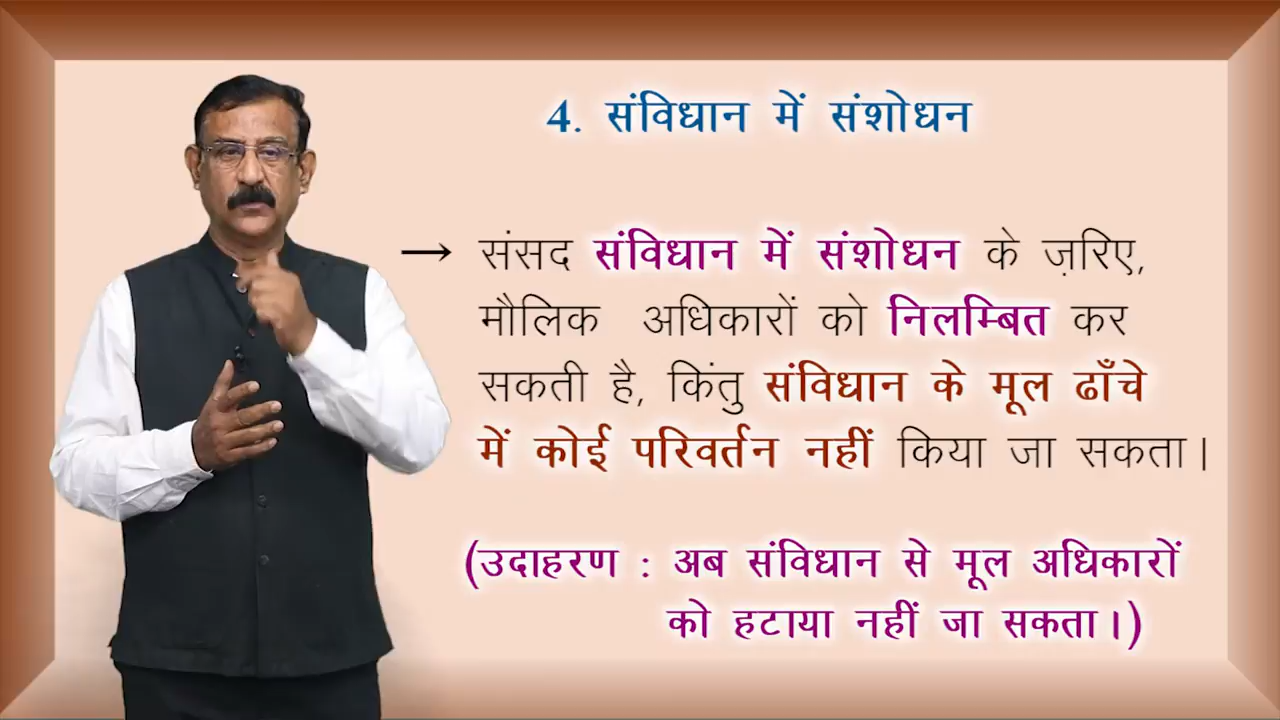 4. संविधान में संशोधन
→ संसद संविधान में संशोधन के ज़रिए,
मौलिक अधिकारों को निलम्बित कर
सकती है, किंतु संविधान के मूल ढाँचे
में कोई परिवर्तन नहीं किया जा सकता।
(उदाहरण : अब संविधान से मूल अधिकारों
को हटाया नहीं जा सकता।)